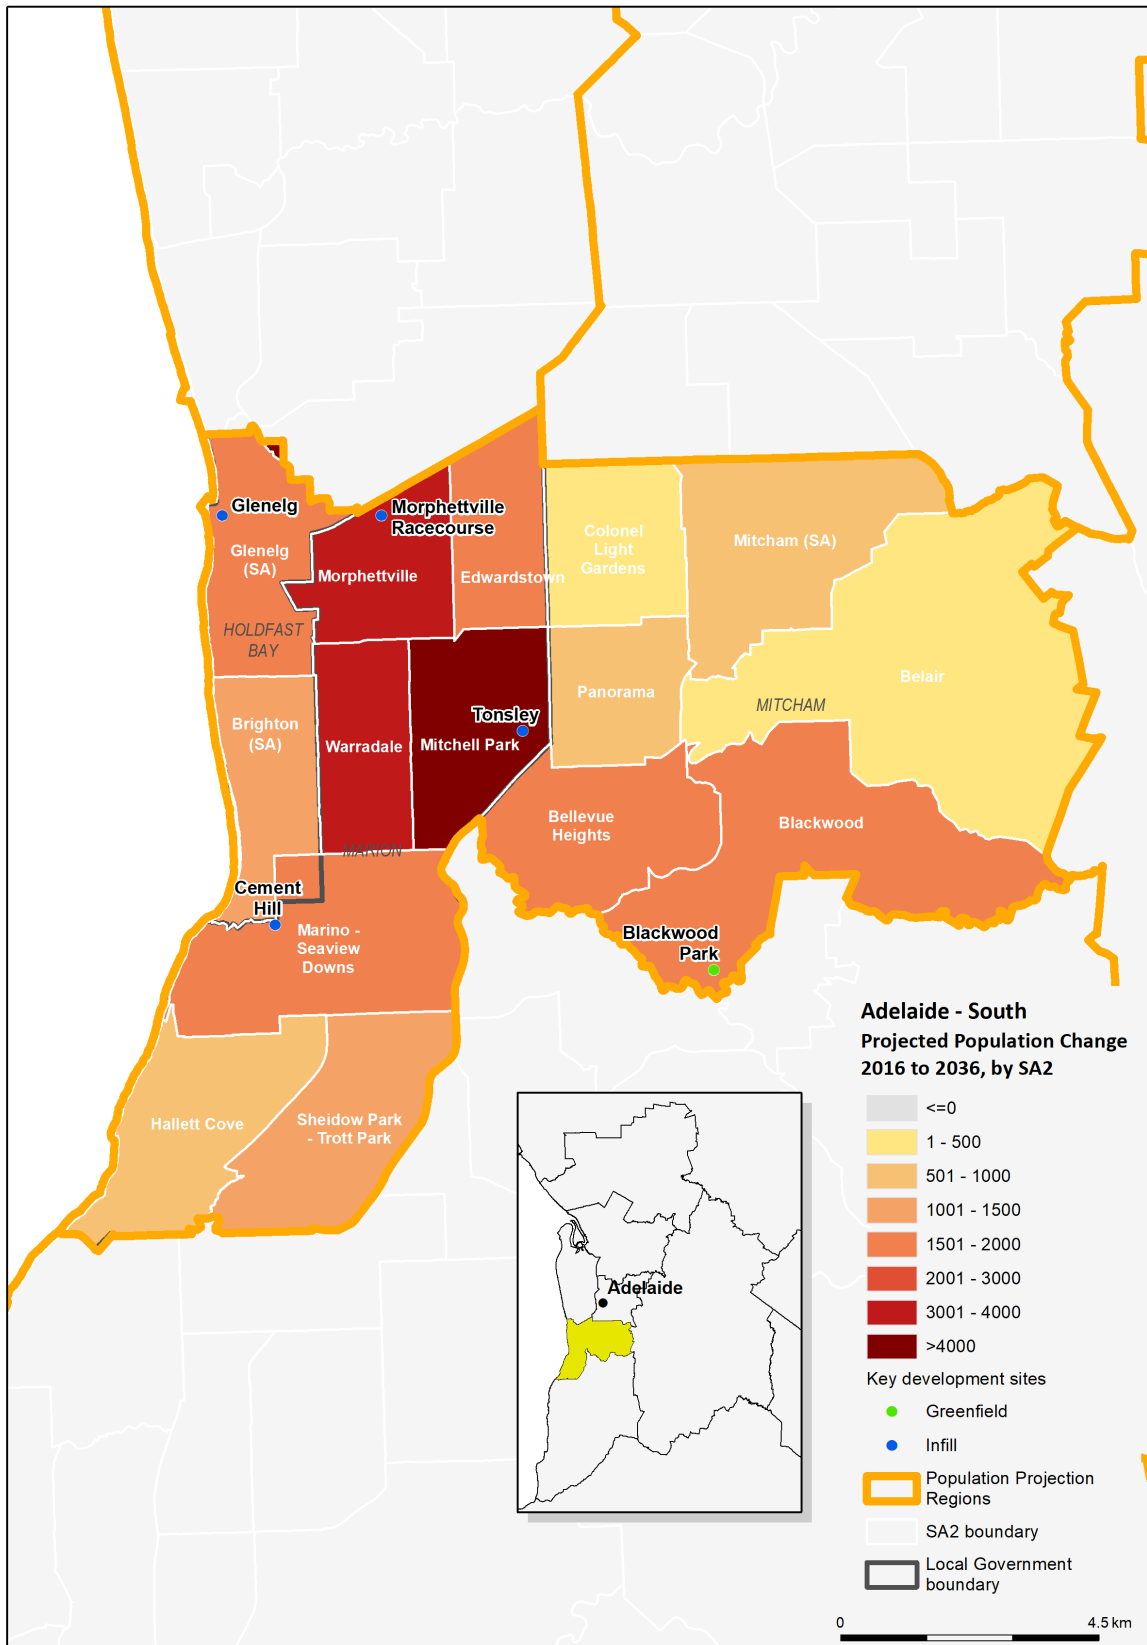 Glenelg
Morphettville
Racecourse
Glenelg
(SA)
Morphettville
Edwardstown
Colonel
Light
Gardens
Mitcham (SA)
HOLDFAST
BAY
Belair
Panorama
MITCHAM
Brighton
(SA)
Warradale
Tonsley
Mitchell Park
Bellevue
Heights
Blackwood
MARION
Cement
Hill
Marino -
Seaview
Downs
Blackwood
Park
Hallett Cove
Sheidow Park
- Trott Park
Adelaide
Adelaide - South
Projected Population Change
2016 to 2036, by SA2
<=0
1 - 500
501 - 1000
1001 - 1500
1501 - 2000
2001 - 3000
3001 - 4000
>4000
Key development sites
Greenfield
Infill
Population Projection
Regions
SA2 boundary
Local Government
boundary
0 4.5 km